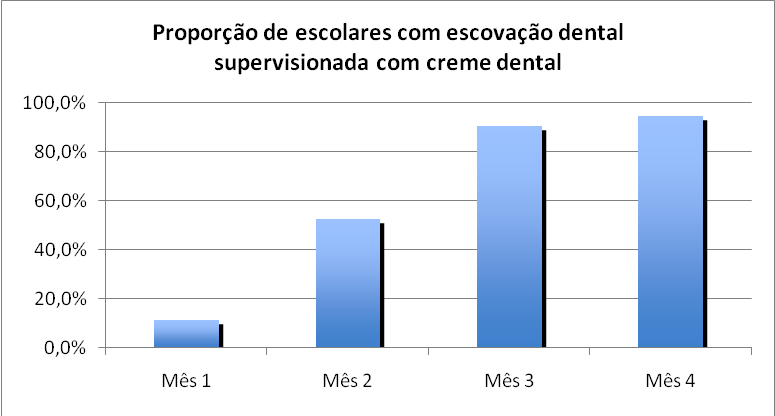 Proporção de escolares com escovação dental
supervisionada com creme dental
100,0%
80,0%
60,0%
40,0%
20,0%
0,0%
Mês 1 Mês 2 Mês 3 Mês 4